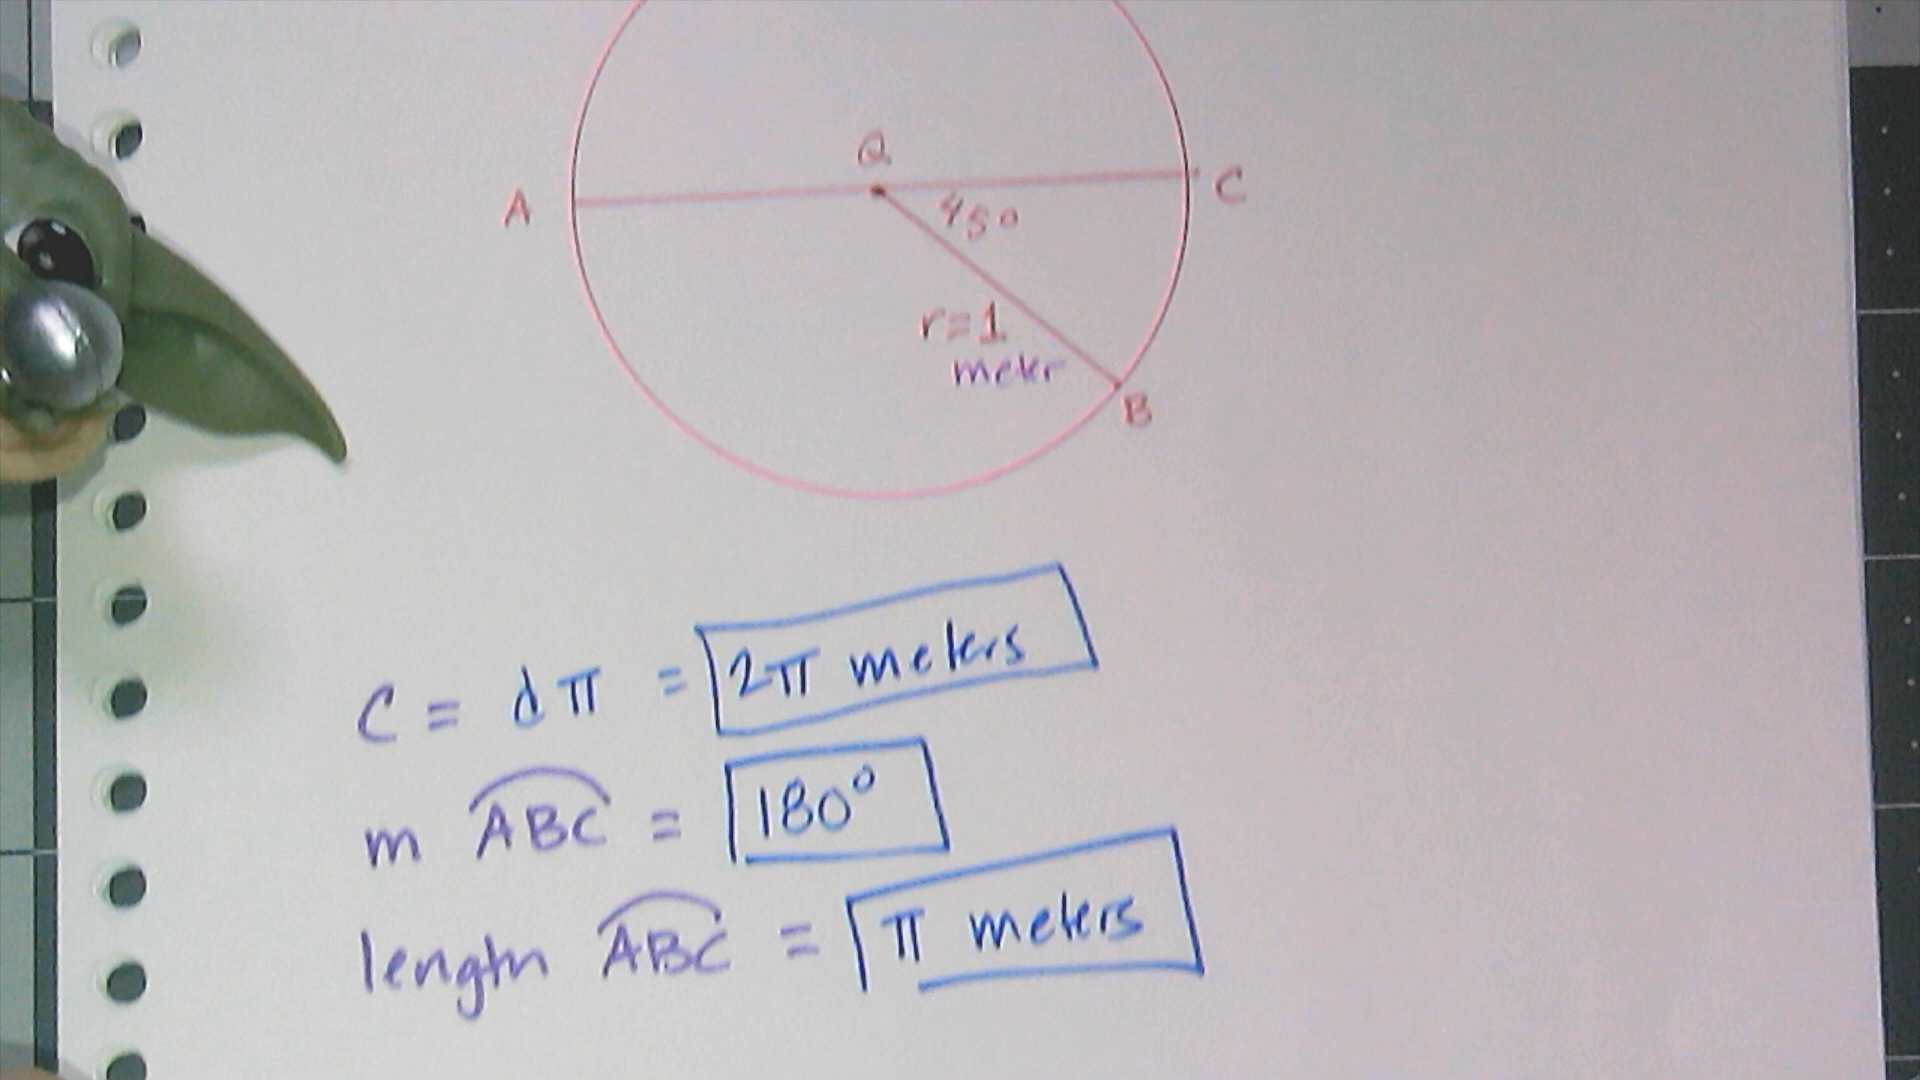 Q
A
C
45°
r=1
meter
B
C = dπ = 2π meters
m ABC = 180°
length ABC = π meters